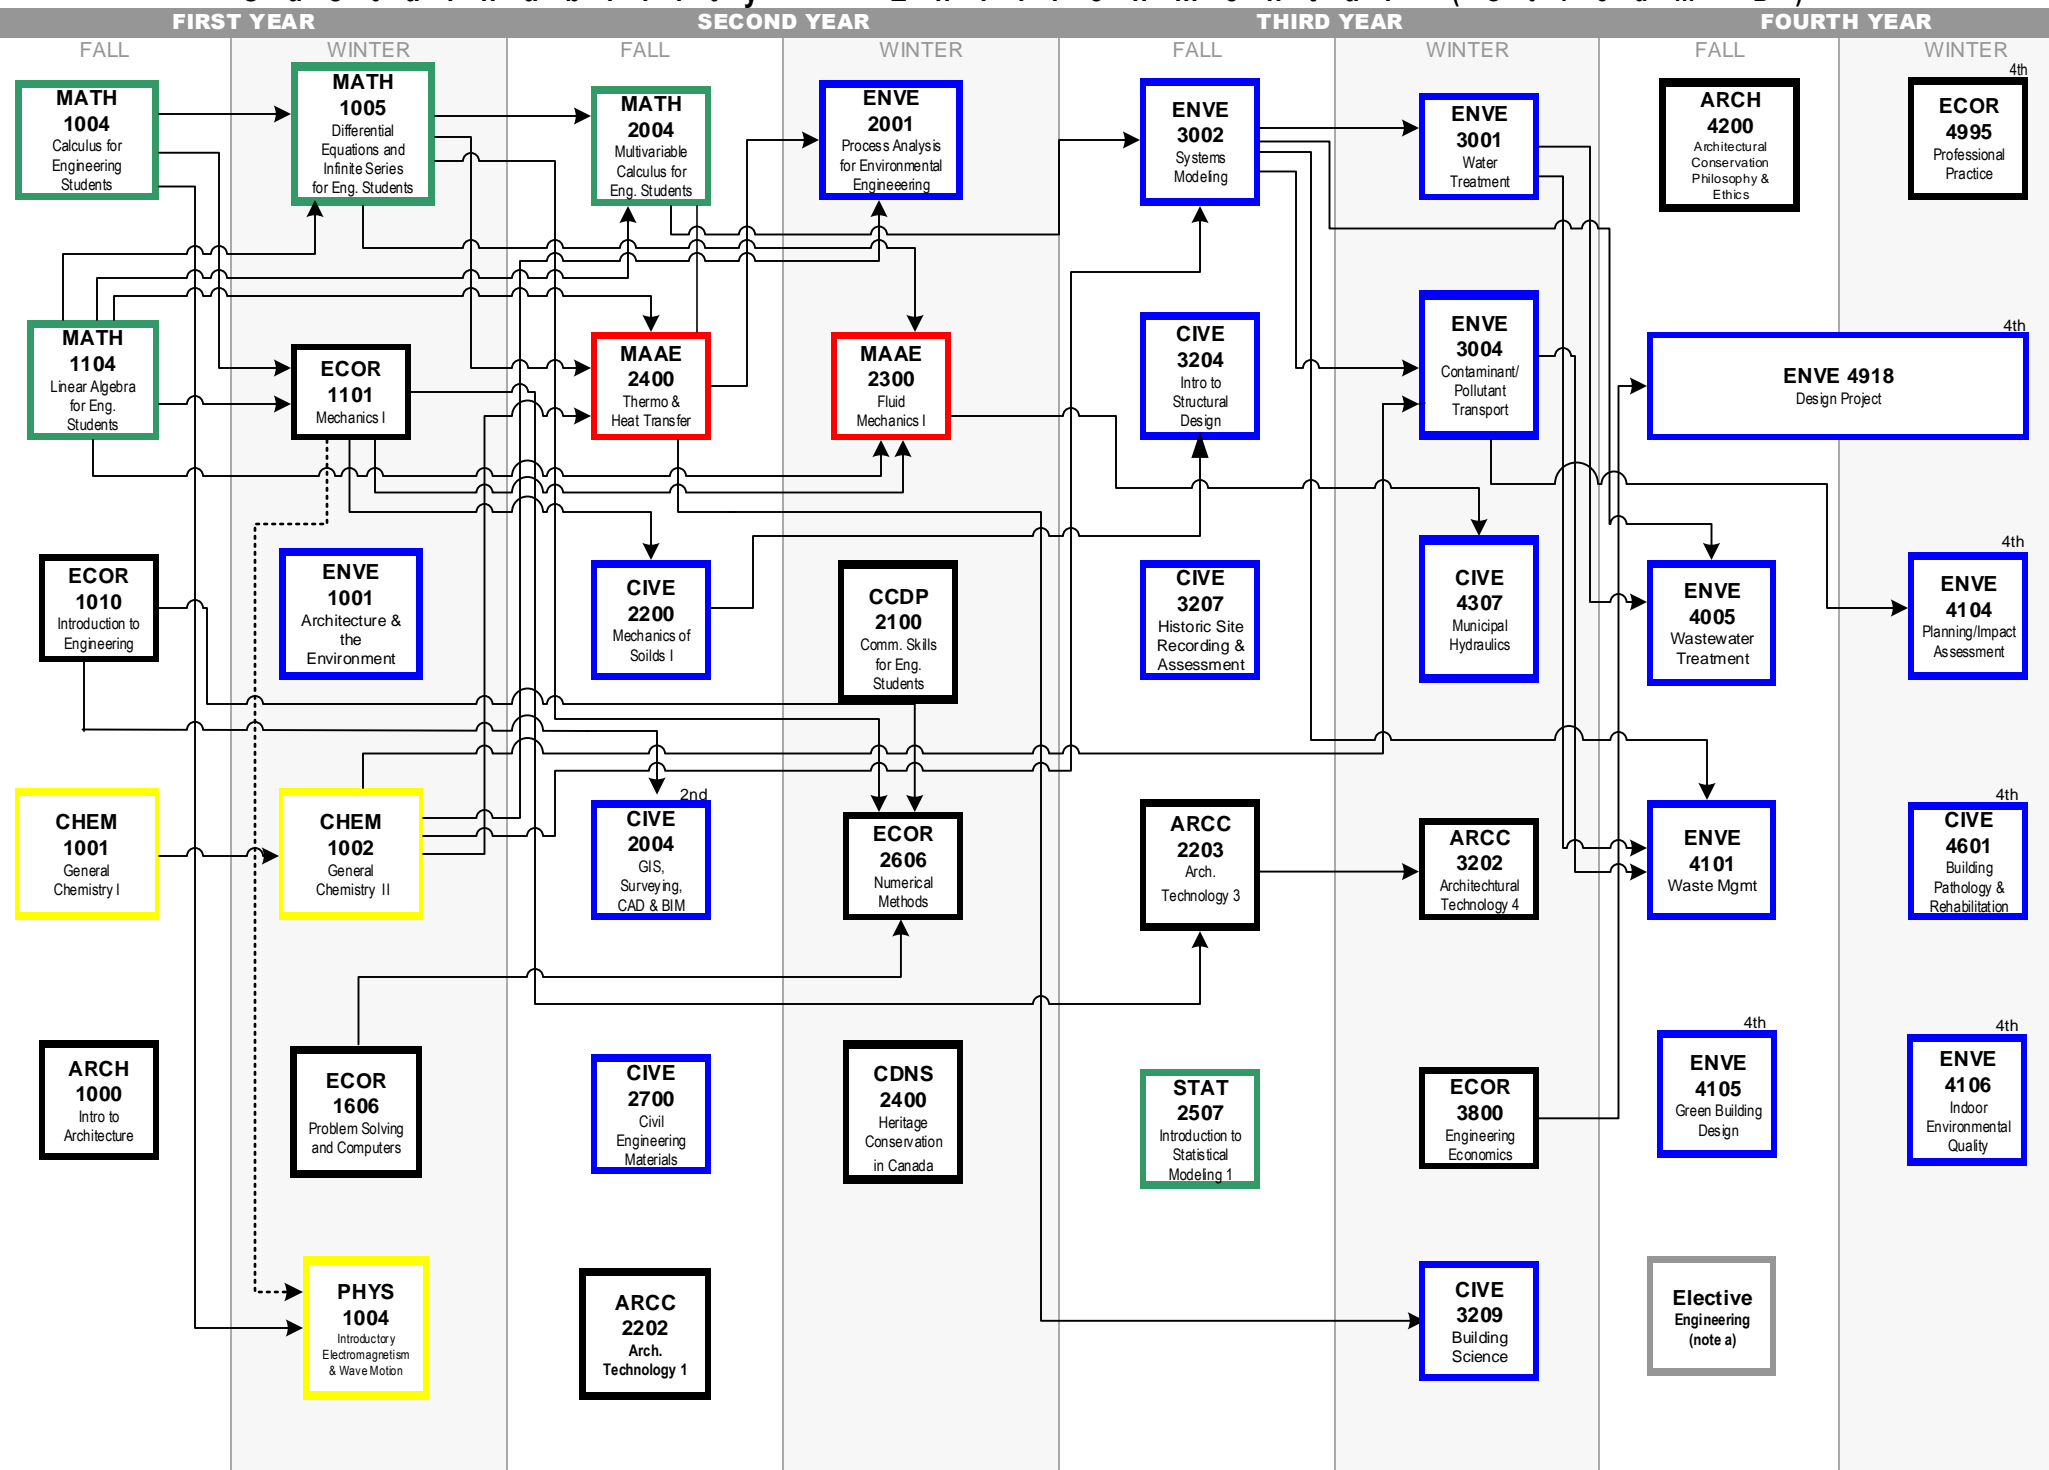 FIRST YEAR
SECOND YEAR
THIRD YEAR
FOURTH YEAR
FALL
WINTER
FALL
WINTER
FALL
WINTER
FALL
WINTER
MATH
1004
Calculus for
Engineering
Students
MATH
1104
Linear Algebra
for Eng.
Students
ECOR
1010
Introduction to
Engineering
CHEM
1001
General
Chemistry I
ARCH
1000
Intro to
Architecture
MATH
1005
Differential
Equations and
Infinite Series
for Eng. Students
ECOR
1101
Mechanics I
ENVE
1001
Architecture &
the
Environment
CHEM
1002
General
Chemistry II
ECOR
1606
Problem Solving
and Computers
PHYS
1004
Introductory
Electromagnetism
& Wave Motion
MATH
2004
Multivariable
Calculus for
Eng. Students
MAAE
2400
Thermo &
Heat Transfer
CIVE
2200
Mechanics of
Soilds I
2nd
CIVE
2004
GIS,
Surveying,
CAD & BIM
CIVE
2700
Civil
Engineering
Materials
ARCC
2202
Arch.
Technology 1
ENVE
2001
Process Analysis
for Environmental
Engineeering
MAAE
2300
Fluid
Mechanics I
CCDP
2100
Comm. Skills
for Eng.
Students
ECOR
2606
Numerical
Methods
CDNS
2400
Heritage
Conservation
in Canada
ENVE
3002
Systems
Modeling
CIVE
3204
Intro to
Structural
Design
CIVE
3207
Historic Site
Recording &
Assessment
ARCC
2203
Arch.
Technology 3
STAT
2507
Introduction to
Statistical
Modeling 1
ENVE
3001
Water
Treatment
ENVE
3004
Contaminant/
Pollutant
Transport
CIVE
4307
Municipal
Hydraulics
ARCC
3202
Architechtural
Technology 4
ECOR
3800
Engineering
Economics
CIVE
3209
Building
Science
ARCH
4200
Architectural
Conservation
Philosophy &
Ethics
4th
ENVE 4918
Design Project
ENVE
4005
Wastewater
Treatment
ENVE
4101
Waste Mgmt
4th
ENVE
4105
Green Building
Design
Elective
Engineering
(note a)
4th
ECOR
4995
Professional
Practice
4th
ENVE
4104
Planning/Impact
Assessment
4th
CIVE
4601
Building
Pathology &
Rehabilitation
4th
ENVE
4106
Indoor
Environmental
Quality